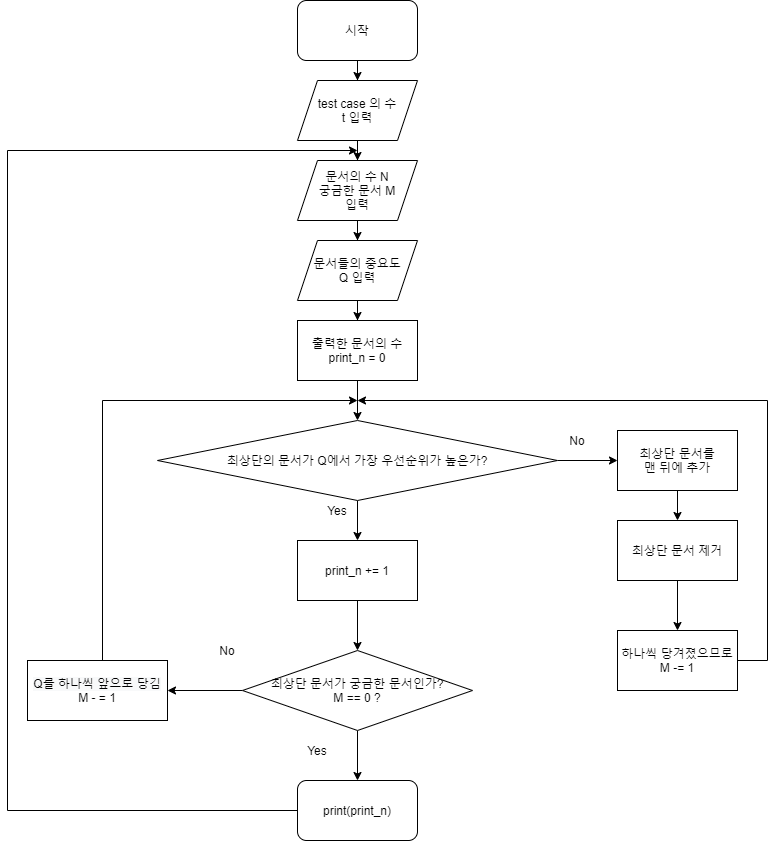 시작
test case 의 수
t 입력
문서의 수 N
궁금한 문서 M
입력
문서들의 중요도
Q 입력
출력한 문서의 수
print_n = 0
최상단의 문서가 Q에서 가장 우선순위가 높은가?
No
최상단 문서를
맨 뒤에 추가
Yes
print_n += 1
최상단 문서 제거
No
하나씩 당겨졌으므로
M -= 1
Q를 하나씩 앞으로 당김
M - = 1
최상단 문서가 궁금한 문서인가?
M == 0 ?
Yes
print(print_n)